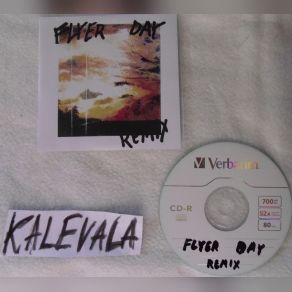 FLYER DAY
REMIX
KALEVALA
Verbatim
CD-R
700
52x
80
FLYER DAY
REMIX